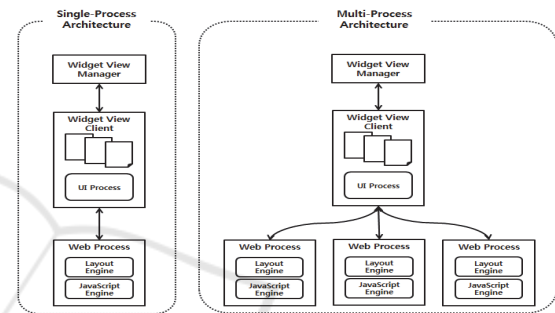 Single-Process
Architecture
Widget View
Manager
Widget View
Client
UI Process
Web Process
Layout
Engine
JavaScript
Engine
Multi-Process
Architecture
Widget View
Manager
Widget View
Client
UI Process
Web Process
Layout
Engine
JavaScript
Engine
Web Process
Layout
Engine
JavaScript
Engine
Web Process
Layout
Engine
JavaScript
Engine